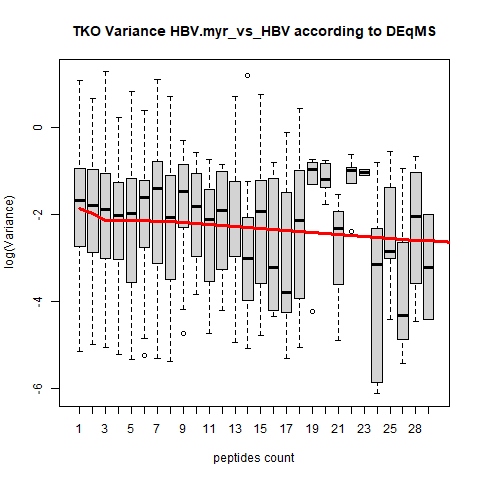 TKO Variance HBV.myr_vs_HBV according to DEqMS
log(Variance)
0
-2
-4
-6
1 3 5 7 9 11 13 15 17 19 21 23 25 28
peptides count